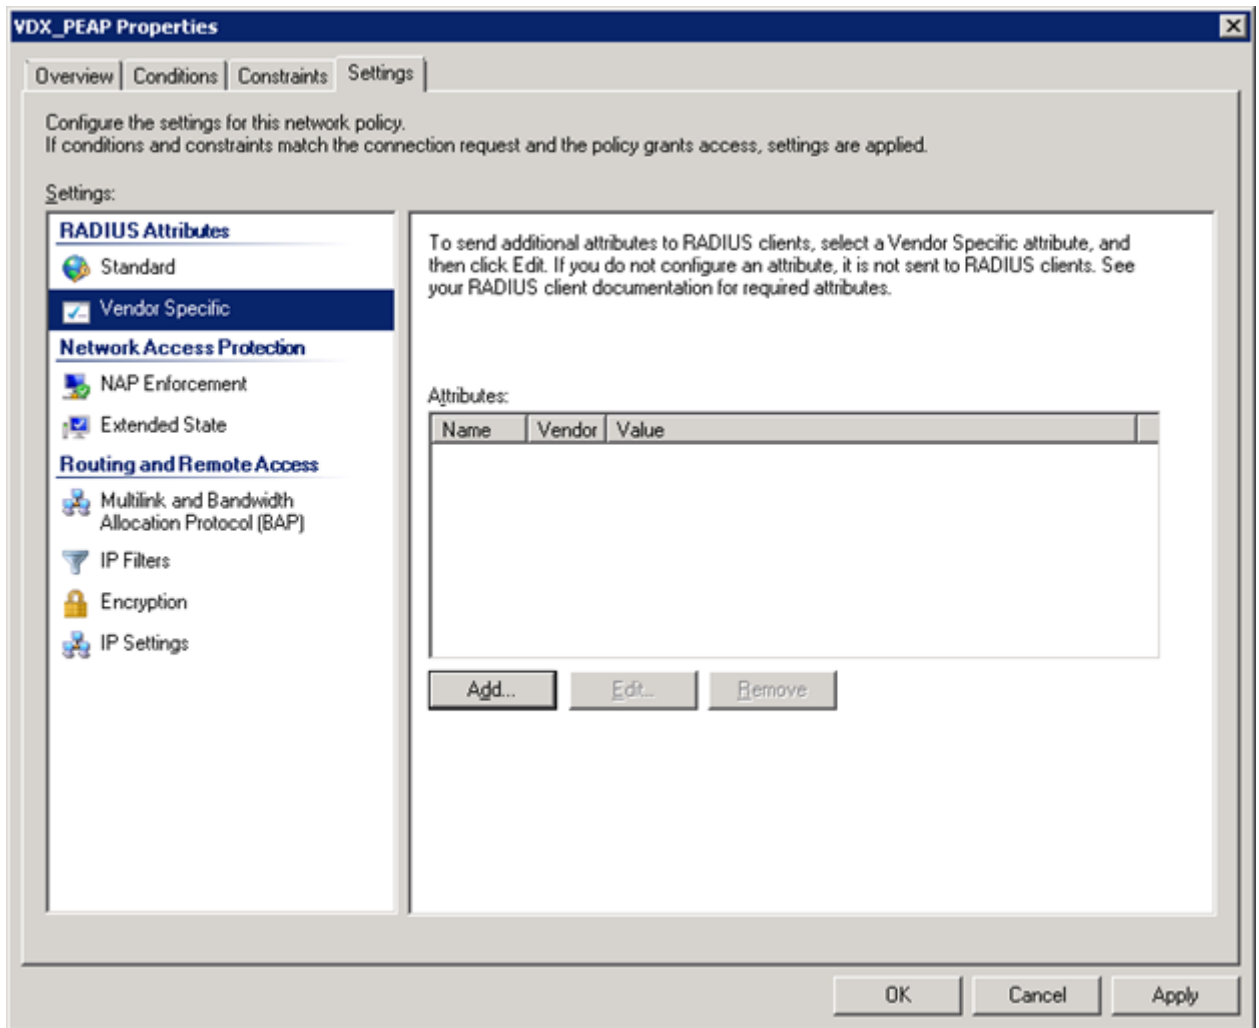 VDX_PEAP Properties
Overview
Conditions
Constraints
Settings
Configure the settings for this network policy.
If conditions and constraints match the connection request and the policy grants access, settings are applied.
Settings:
RADIUS Attributes
Standard
Vendor Specific
Network Access Protection
NAP Enforcement
Extended State
Routing and Remote Access
Multilink and Bandwidth
Allocation Protocol (BAP)
IP Filters
Encryption
IP Settings
To send additional attributes to RADIUS clients, select a Vendor Specific attribute, and
then click Edit. If you do not configure an attribute, it is not sent to RADIUS clients. See
your RADIUS client documentation for required attributes.
Attributes:
Name Vendor Value
Add... Edit... Remove
OK Cancel Apply